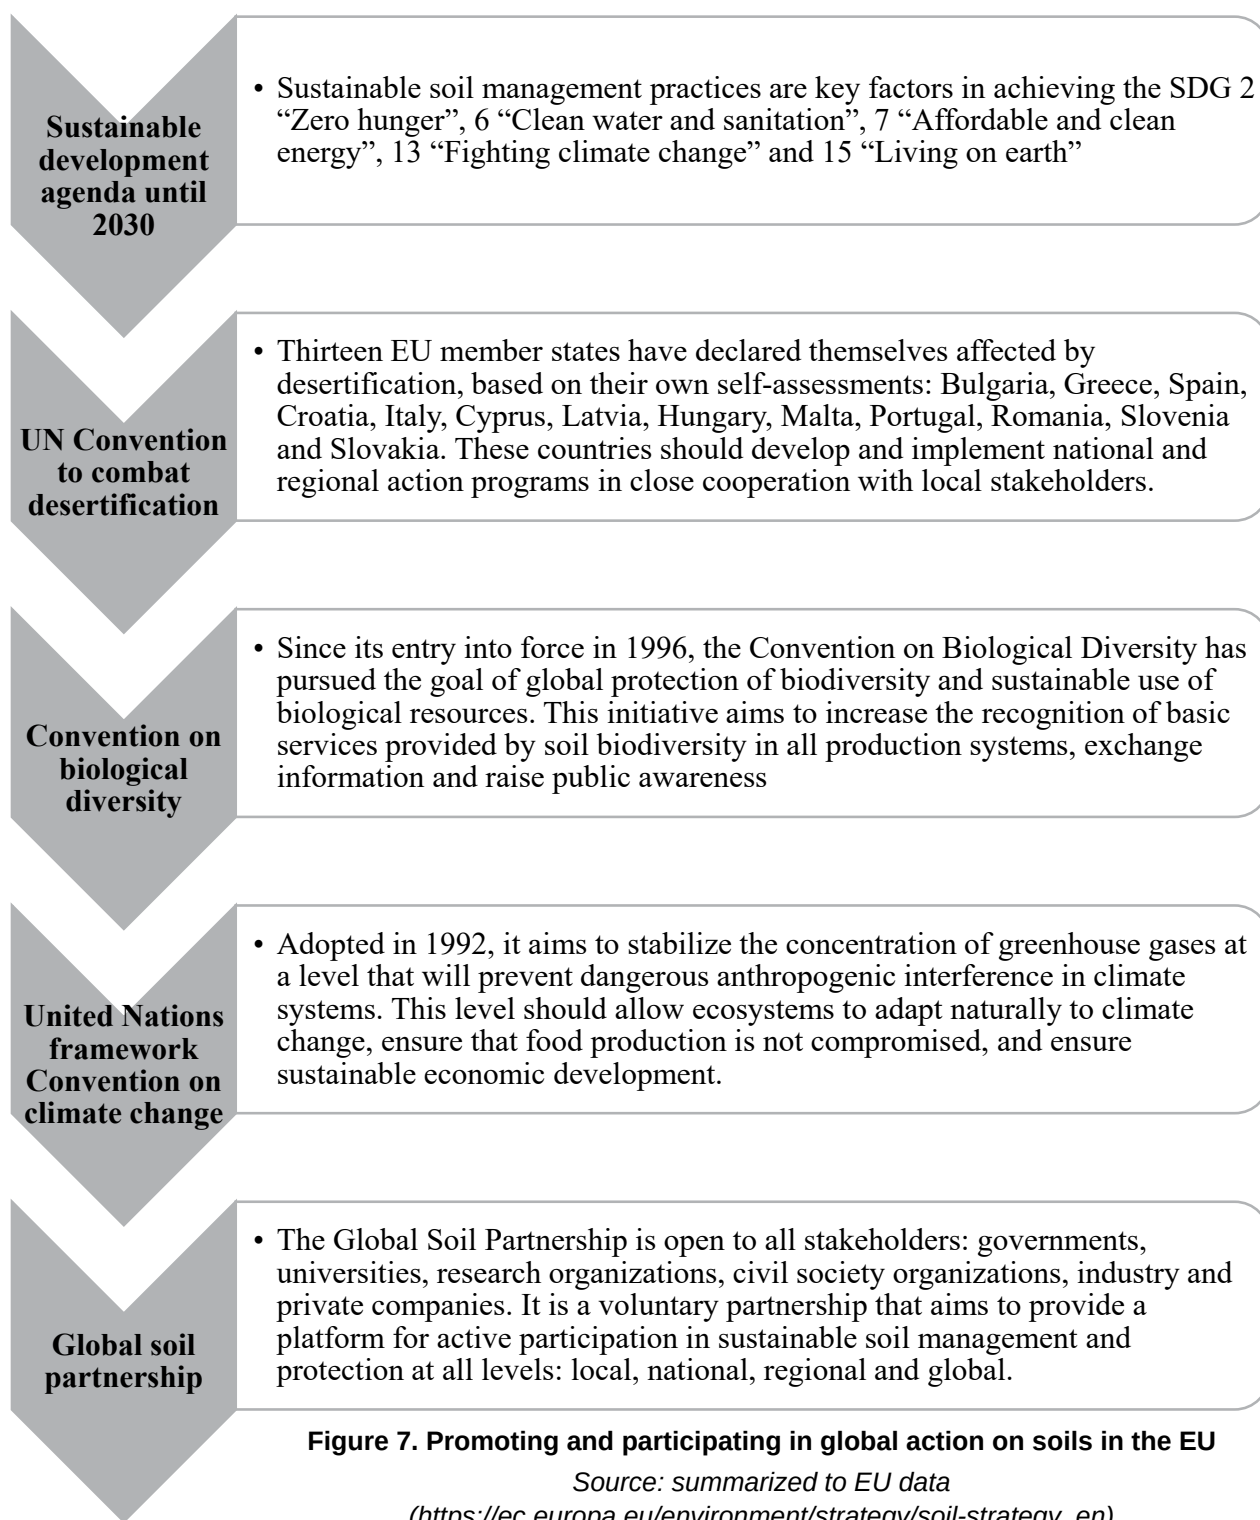 Sustainable
development
agenda until
2030
• Sustainable soil management practices are key factors in achieving the SDG 2
“Zero hunger”, 6 “Clean water and sanitation”, 7 “Affordable and clean
energy”, 13 “Fighting climate change” and 15 “Living on earth”
UN Convention
to combat
desertification
• Thirteen EU member states have declared themselves affected by
desertification, based on their own self-assessments: Bulgaria, Greece, Spain,
Croatia, Italy, Cyprus, Latvia, Hungary, Malta, Portugal, Romania, Slovenia
and Slovakia. These countries should develop and implement national and
regional action programs in close cooperation with local stakeholders.
Convention on
biological
diversity
• Since its entry into force in 1996, the Convention on Biological Diversity has
pursued the goal of global protection of biodiversity and sustainable use of
biological resources. This initiative aims to increase the recognition of basic
services provided by soil biodiversity in all production systems, exchange
information and raise public awareness
United Nations
framework
Convention on
climate change
• Adopted in 1992, it aims to stabilize the concentration of greenhouse gases at
a level that will prevent dangerous anthropogenic interference in climate
systems. This level should allow ecosystems to adapt naturally to climate
change, ensure that food production is not compromised, and ensure
sustainable economic development.
Global soil
partnership
• The Global Soil Partnership is open to all stakeholders: governments,
universities, research organizations, civil society organizations, industry and
private companies. It is a voluntary partnership that aims to provide a
platform for active participation in sustainable soil management and
protection at all levels: local, national, regional and global.
Figure 7. Promoting and participating in global action on soils in the EU
Source: summarized to EU data
(https://ec.europa.eu/environment/strategy/soil-strategy_en)